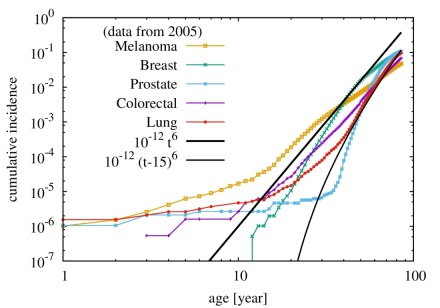 (data from 2005)
Melanoma
Breast
Prostate
Colorectal
Lung
10^-12 t^6
10^-12 (t-15)^6
cumulative incidence
10^0
10^-1
10^-2
10^-3
10^-4
10^-5
10^-6
10^-7
1
10
100
age [year]